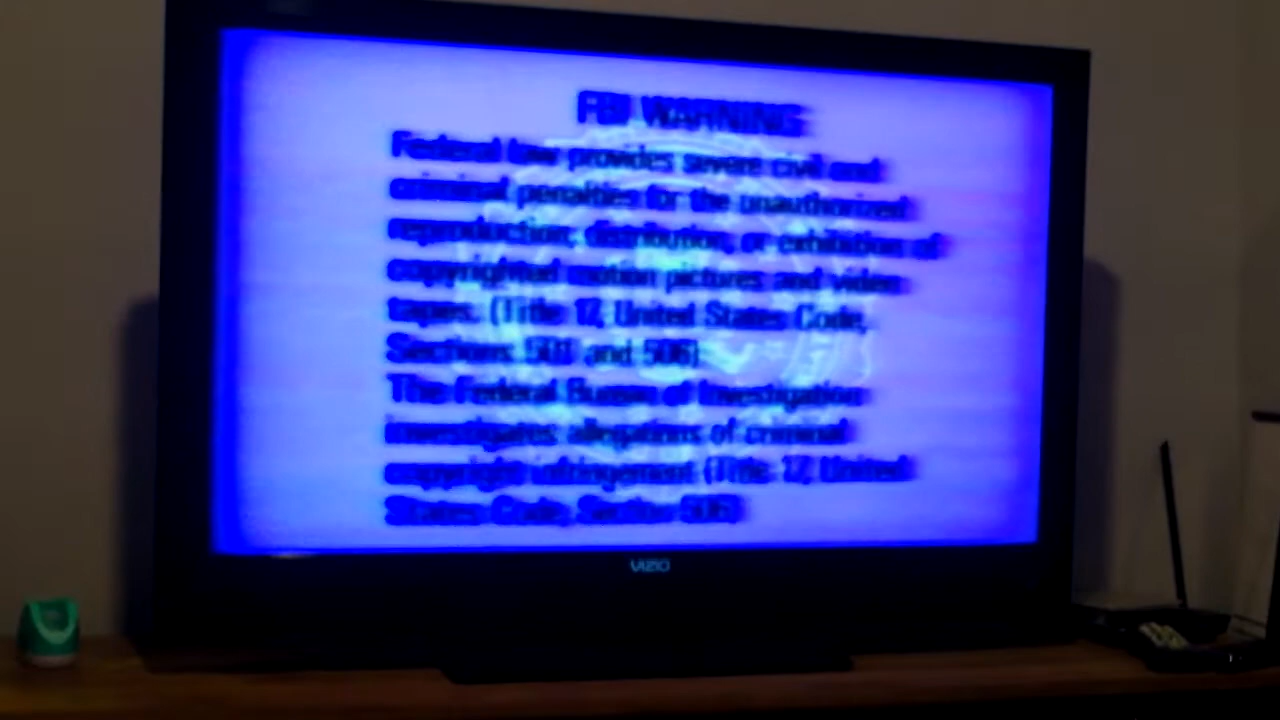 FBI WARNING
Federal law provides severe civil and
criminal penalties for the unauthorized
reproduction, distribution, or exhibition of
copyrighted motion pictures and video
tapes. (Title 17, United States Code,
Sections 501 and 506)
The Federal Bureau of Investigation
investigates allegations of criminal
copyright infringement (Title 17, United
States Code, Section 506)
VIZIO